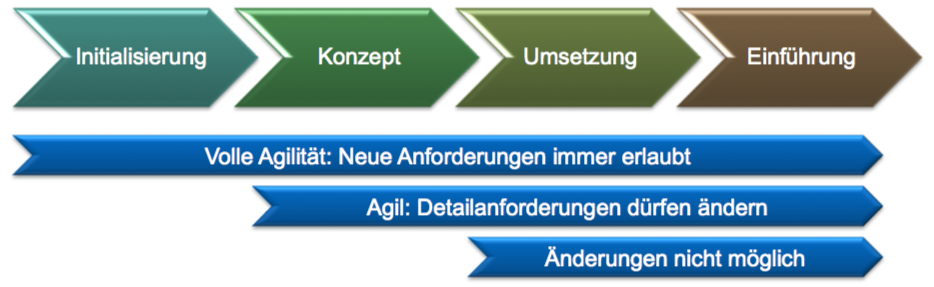 Initialisierung
Konzept
Umsetzung
Einführung
Volle Agilität: Neue Anforderungen immer erlaubt
Agil: Detailanforderungen dürfen ändern
Änderungen nicht möglich